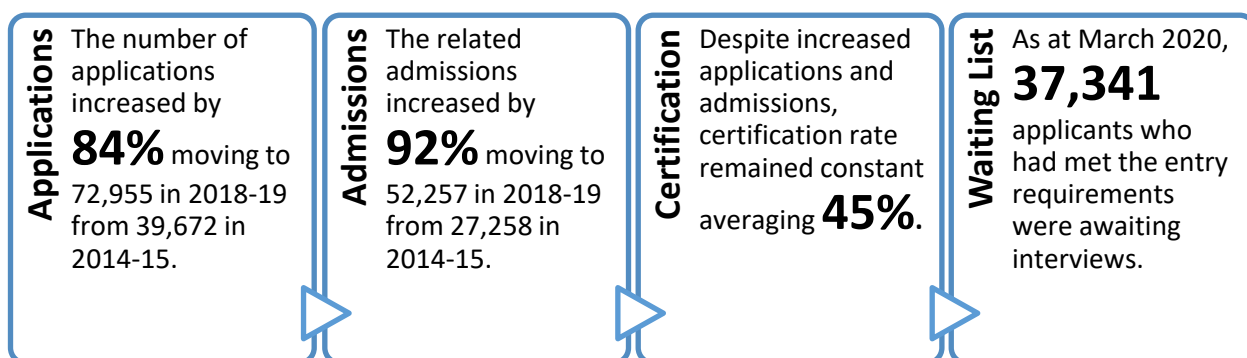 Applications
The number of
applications
increased by
84% moving to
72,955 in 2018-19
from 39,672 in
2014-15.
Admissions
The related
admissions
increased by
92% moving to
52,257 in 2018-19
from 27,258 in
2014-15.
Certification
Despite increased
applications and
admissions,
certification rate
remained constant
averaging 45%.
Waiting List
As at March 2020,
37,341
applicants who
had met the entry
requirements
were awaiting
interviews.